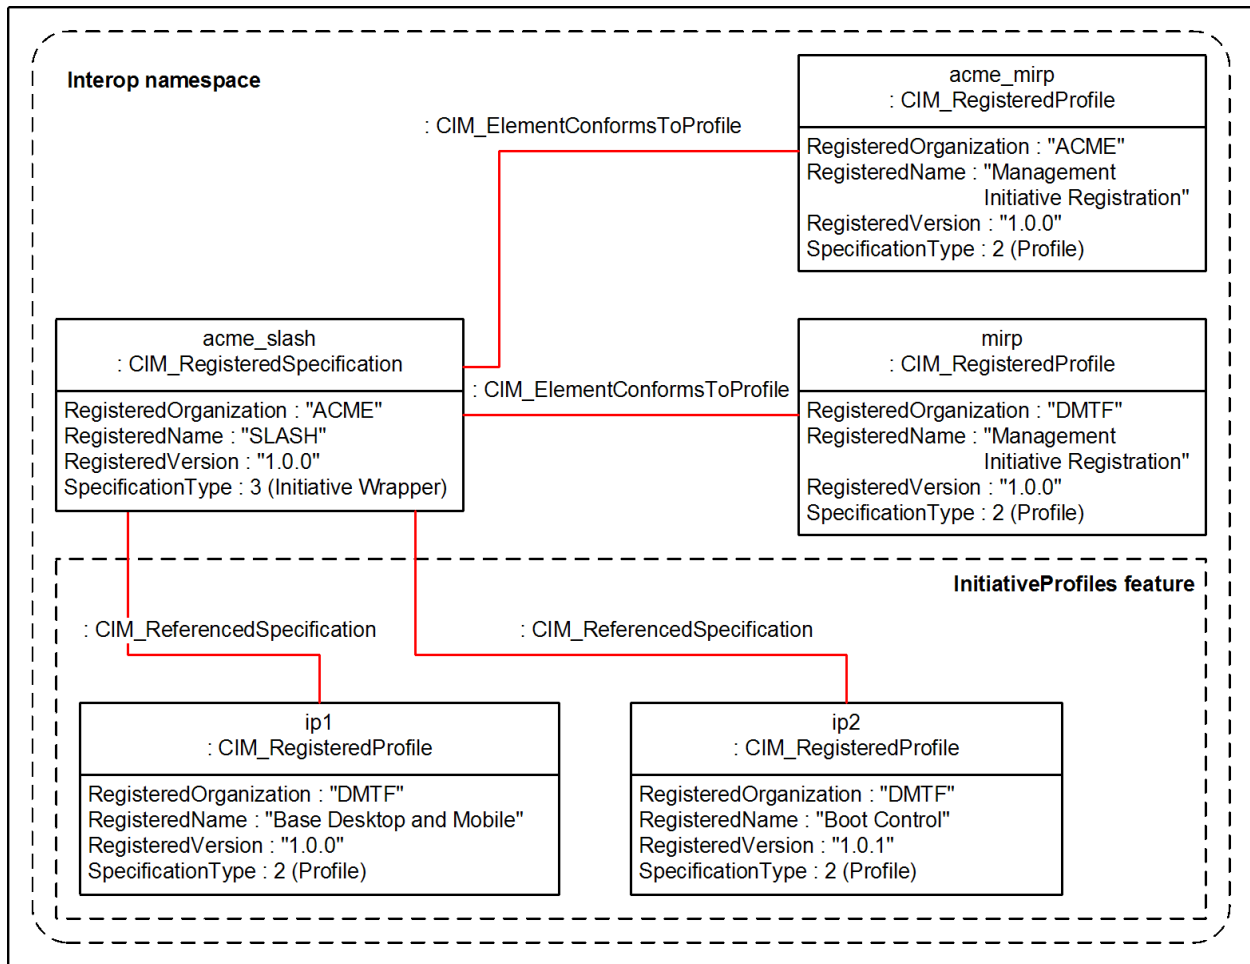 Interop namespace
acme_mirp
: CIM_RegisteredProfile
RegisteredOrganization : "ACME"
RegisteredName : "Management
Initiative Registration"
RegisteredVersion : "1.0.0"
SpecificationType : 2 (Profile)
: CIM_ElementConformsToProfile
acme_slash
: CIM_RegisteredSpecification
RegisteredOrganization : "ACME"
RegisteredName : "SLASH"
RegisteredVersion : "1.0.0"
SpecificationType : 3 (Initiative Wrapper)
: CIM_ElementConformsToProfile
mirp
: CIM_RegisteredProfile
RegisteredOrganization : "DMTF"
RegisteredName : "Management
Initiative Registration"
RegisteredVersion : "1.0.0"
SpecificationType : 2 (Profile)
InitiativeProfiles feature
: CIM_ReferencedSpecification
: CIM_ReferencedSpecification
ip1
: CIM_RegisteredProfile
RegisteredOrganization : "DMTF"
RegisteredName : "Base Desktop and Mobile"
RegisteredVersion : "1.0.0"
SpecificationType : 2 (Profile)
ip2
: CIM_RegisteredProfile
RegisteredOrganization : "DMTF"
RegisteredName : "Boot Control"
RegisteredVersion : "1.0.1"
SpecificationType : 2 (Profile)